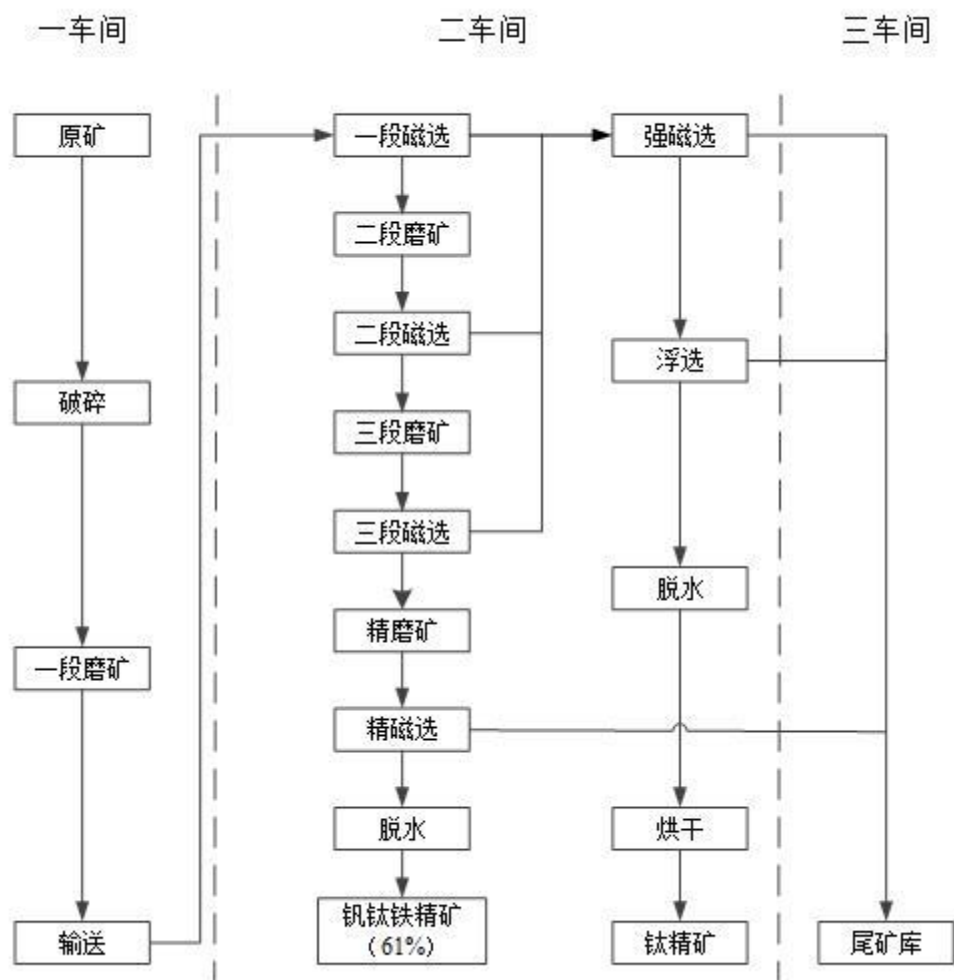 一车间
二车间
三车间
原矿
破碎
一段磨矿
输送
一段磁选
二段磨矿
二段磁选
三段磨矿
三段磁选
精磨矿
精磁选
脱水
钒钛铁精矿
(61%)
强磁选
浮选
脱水
烘干
钛精矿
尾矿库